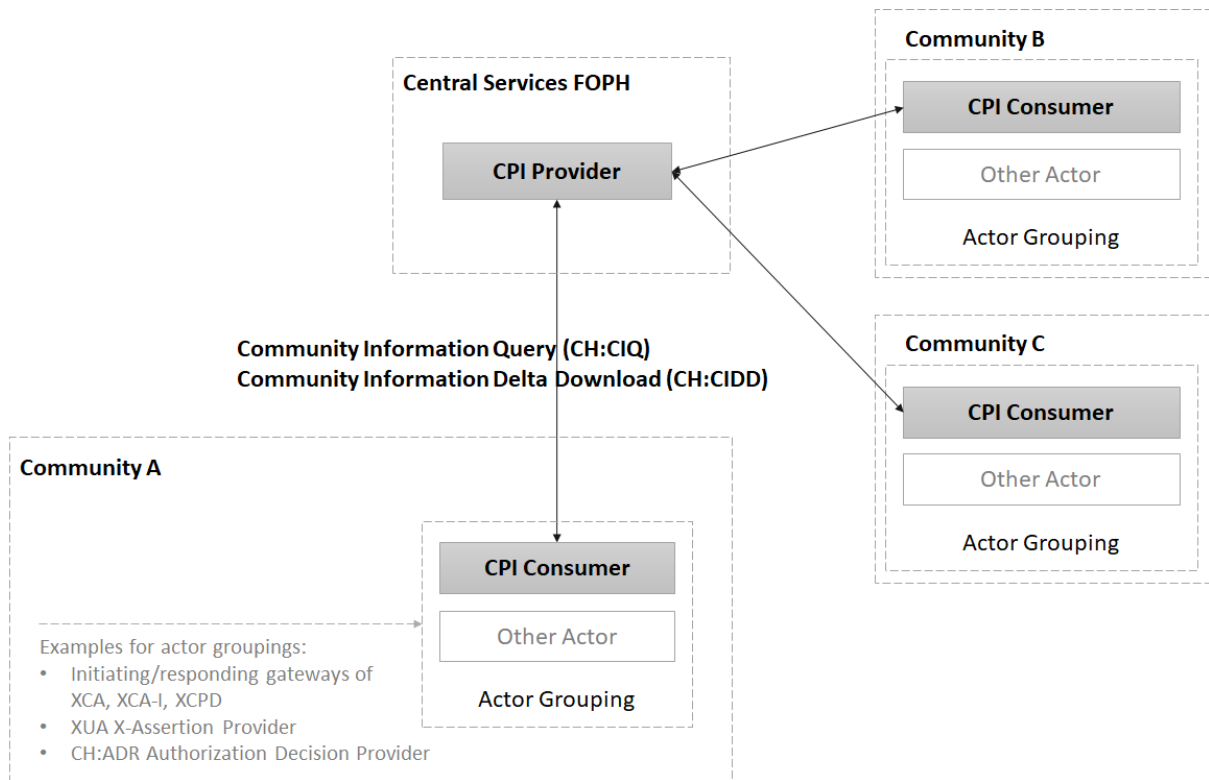 Community B
CPI Consumer
Other Actor
Actor Grouping
Central Services FOPH
CPI Provider
Community Information Query (CH:CIQ)
Community Information Delta Download (CH:CIDD)
Community C
CPI Consumer
Other Actor
Actor Grouping
Community A
CPI Consumer
Other Actor
Actor Grouping
Examples for actor groupings:
• Initiating/responding gateways of
XCA, XCA-I, XCPD
• XUA X-Assertion Provider
• CH:ADR Authorization Decision Provider